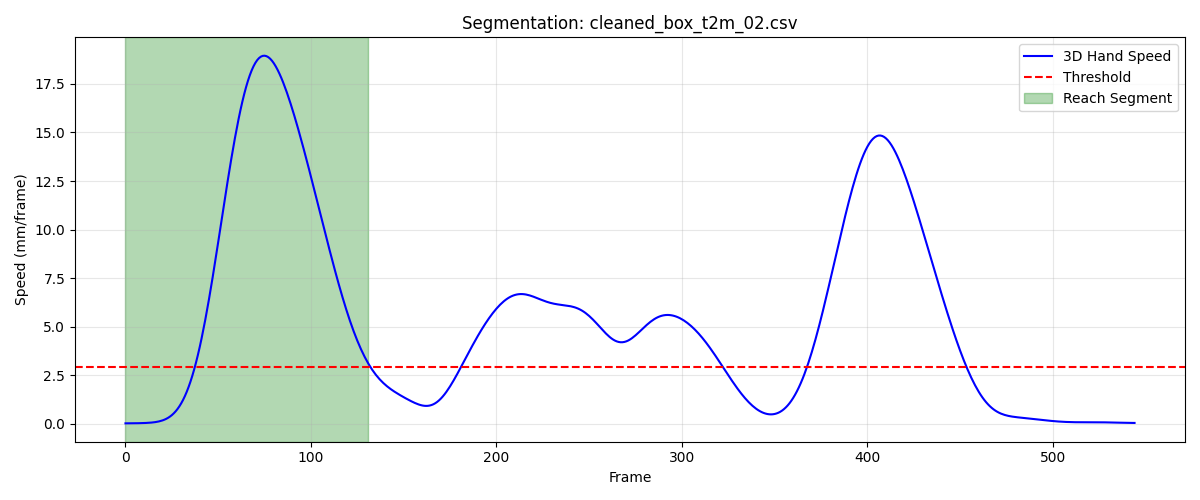 Segmentation: cleaned_box_t2m_02.csv
3D Hand Speed
Threshold
Reach Segment
Speed (mm/frame)
17.5
15.0
12.5
10.0
7.5
5.0
2.5
0.0
0 100 200 300 400 500
Frame